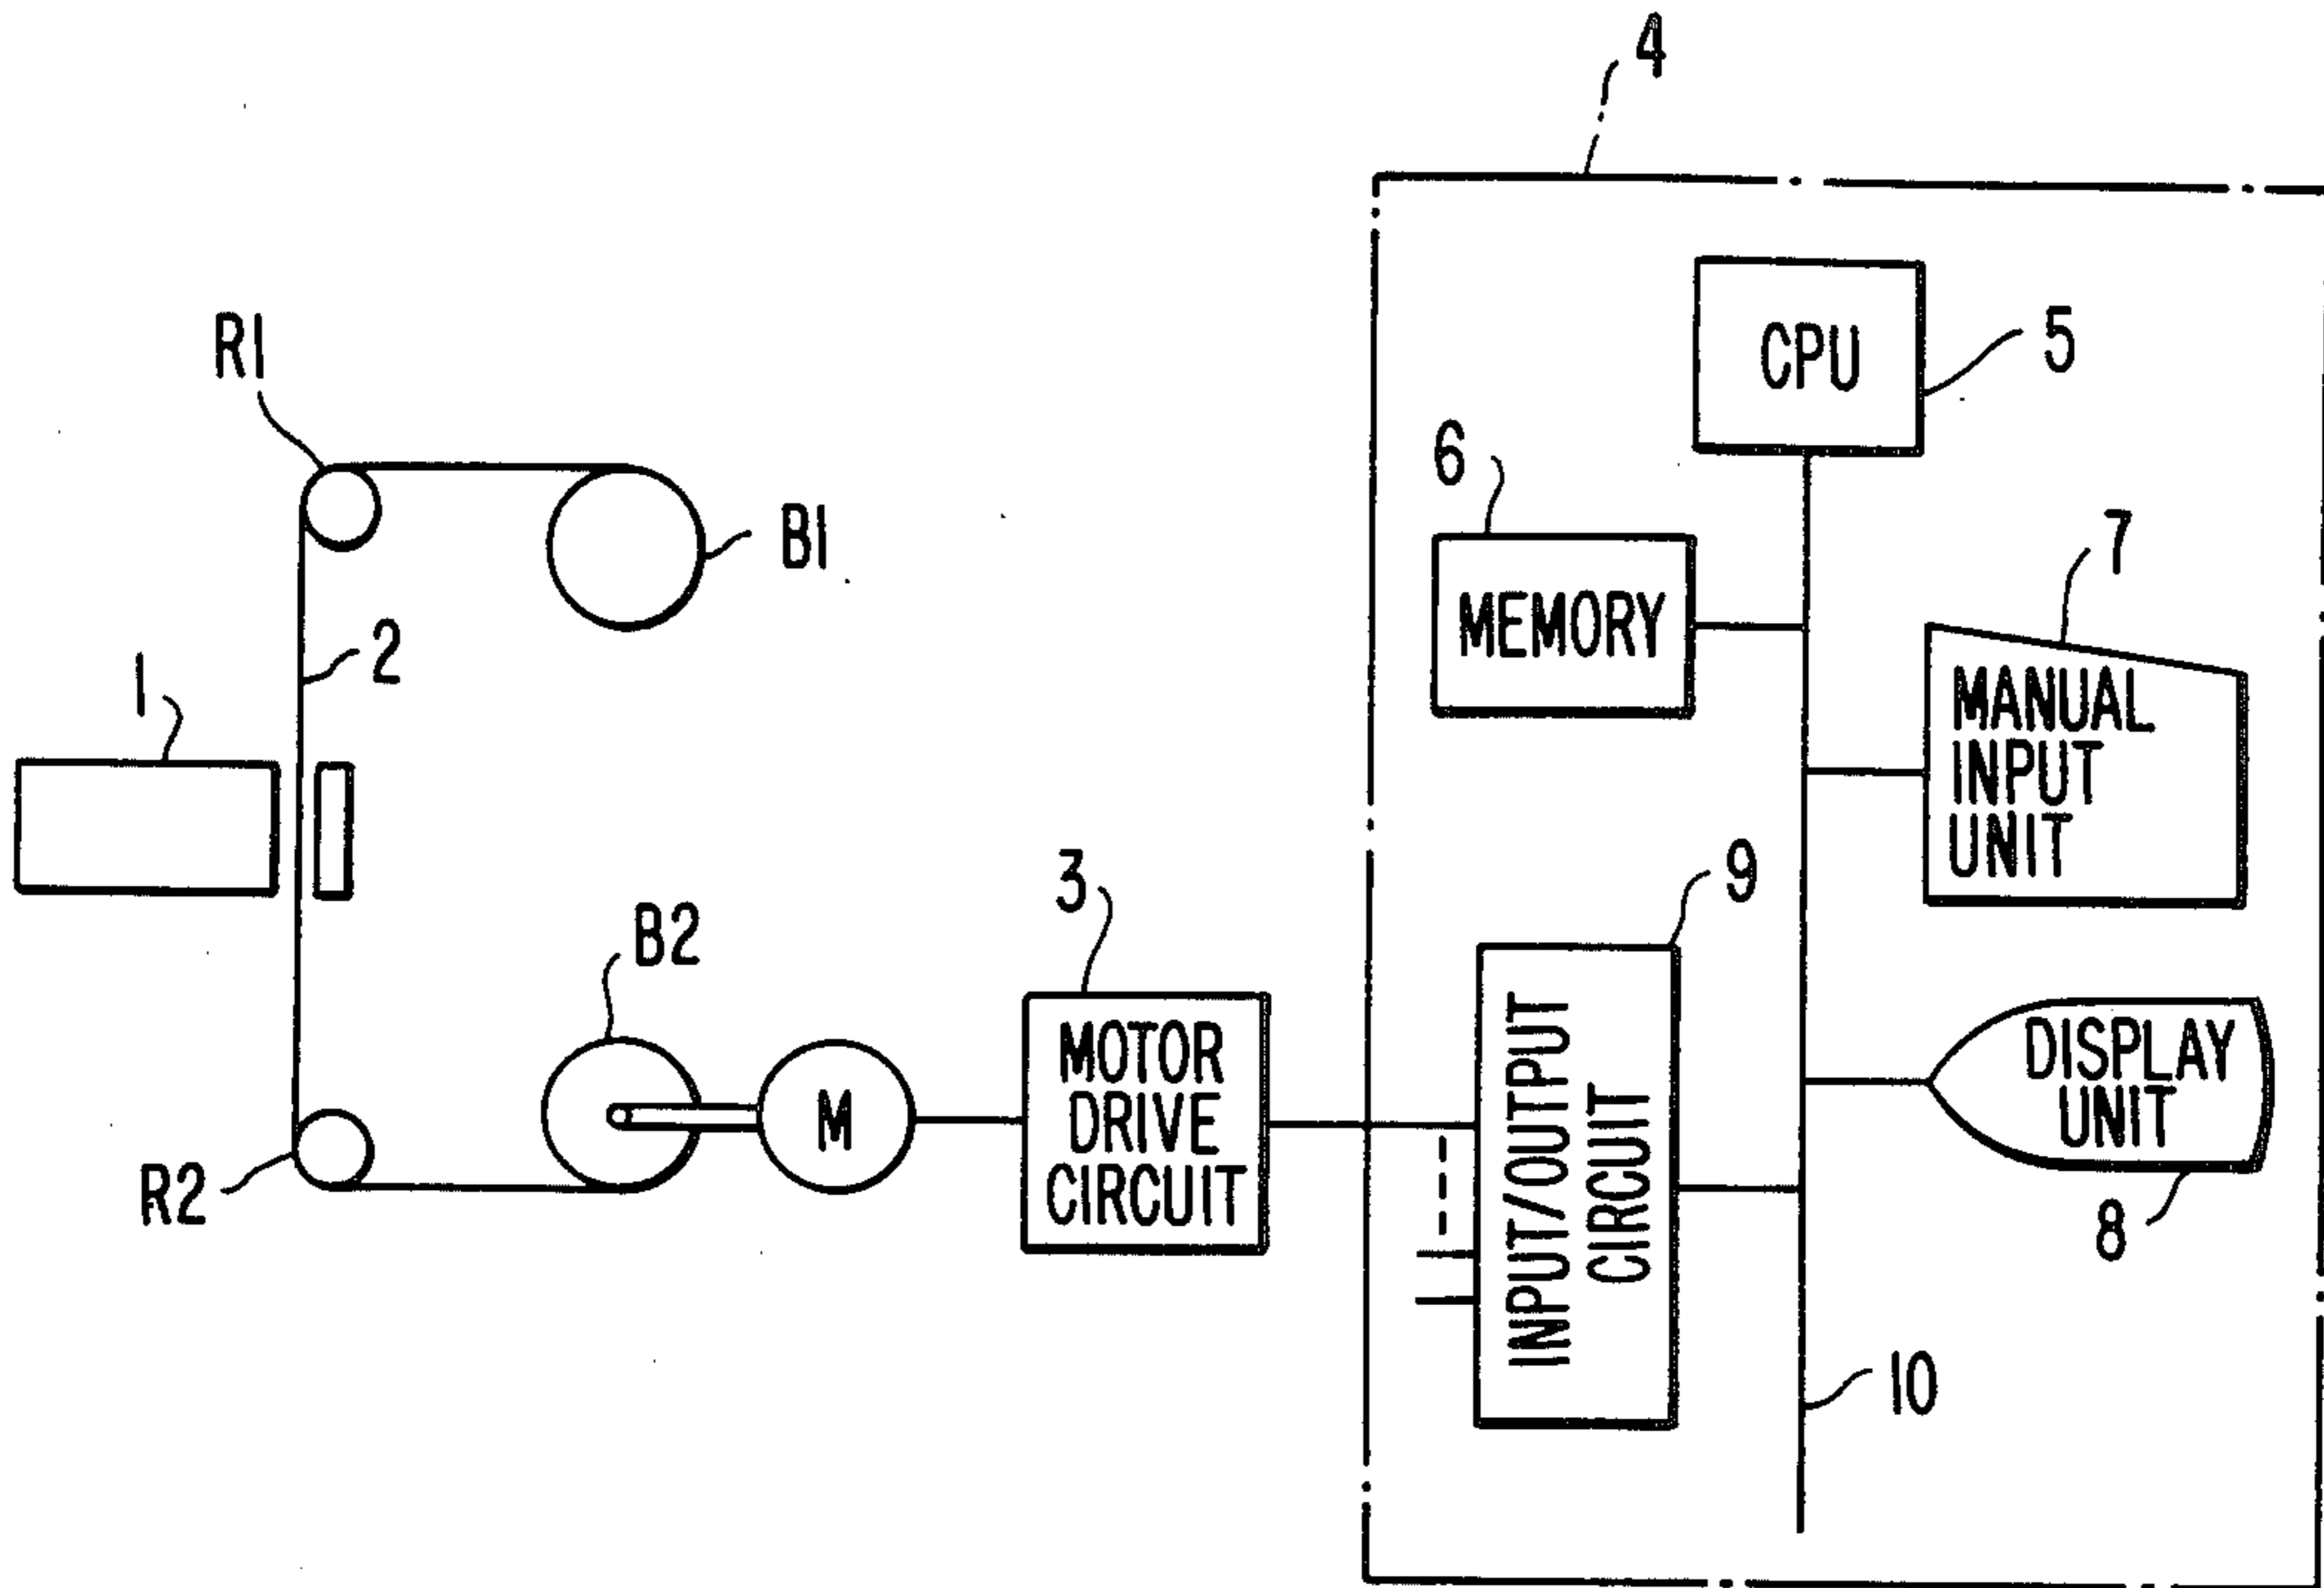 4
CPU
5
R1
6
B1
MEMORY
7
2
MANUAL
INPUT
UNIT
1
3
9
B2
MOTOR
DRIVE
CIRCUIT
M
INPUT/OUTPUT
CIRCUIT
DISPLAY
UNIT
R2
8
10